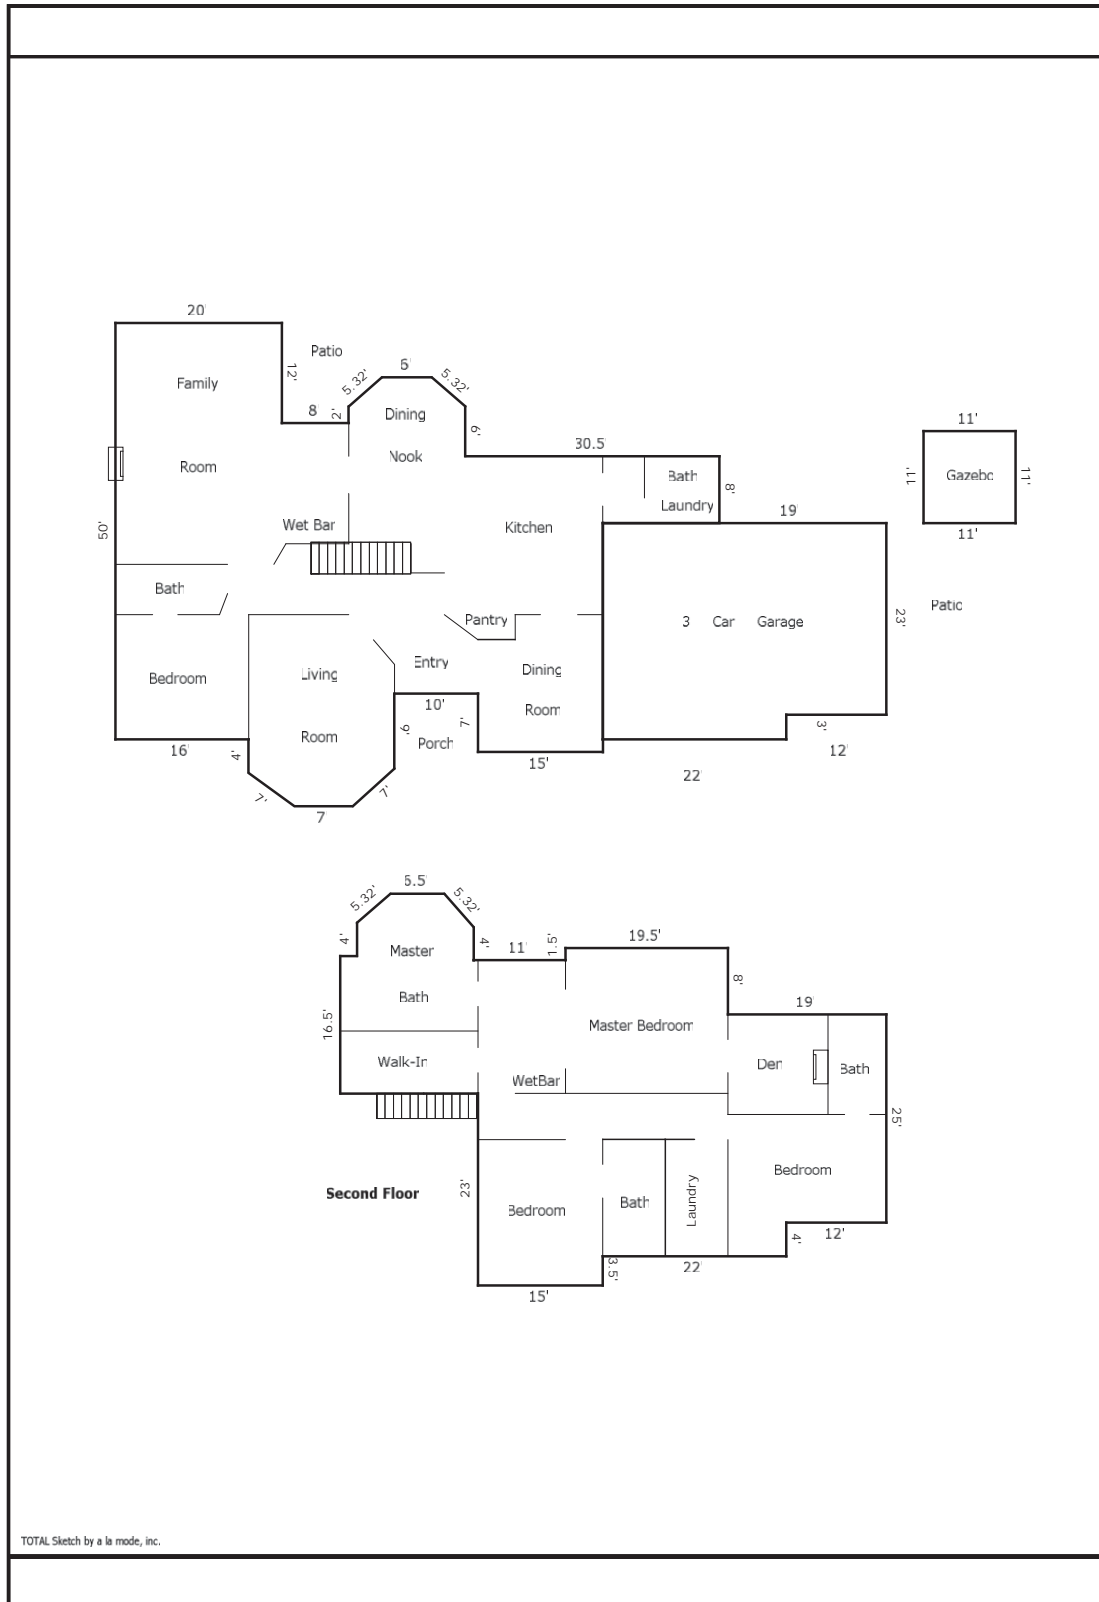 20'
Patio
12'
5.32'
6'
5.32'
Family
8'
2'
Dining
6'
11'
30.5'
Nook
Room
Bath
8'
11'
Gazebo
11'
Laundry
19'
50'
Wet Bar
Kitchen
11'
Bath
Patio
Pantry
3 Car Garage
23'
Entry
Bedroom
Living
Dining
10'
7'
Room
Room
6'
Porch
3'
16'
4'
15'
12'
22'
7'
7'
7'
6.5'
5.32'
5.32'
4'
Master
4'
11'
1.5'
19.5'
8'
Bath
19'
16.5'
Master Bedroom
Walk-In
Den
Bath
WetBar
25'
Second Floor
23'
Bedroom
Bedroom
Bath
Laundry
4'
12'
3.5'
22'
15'
TOTAL Sketch by a la mode, inc.